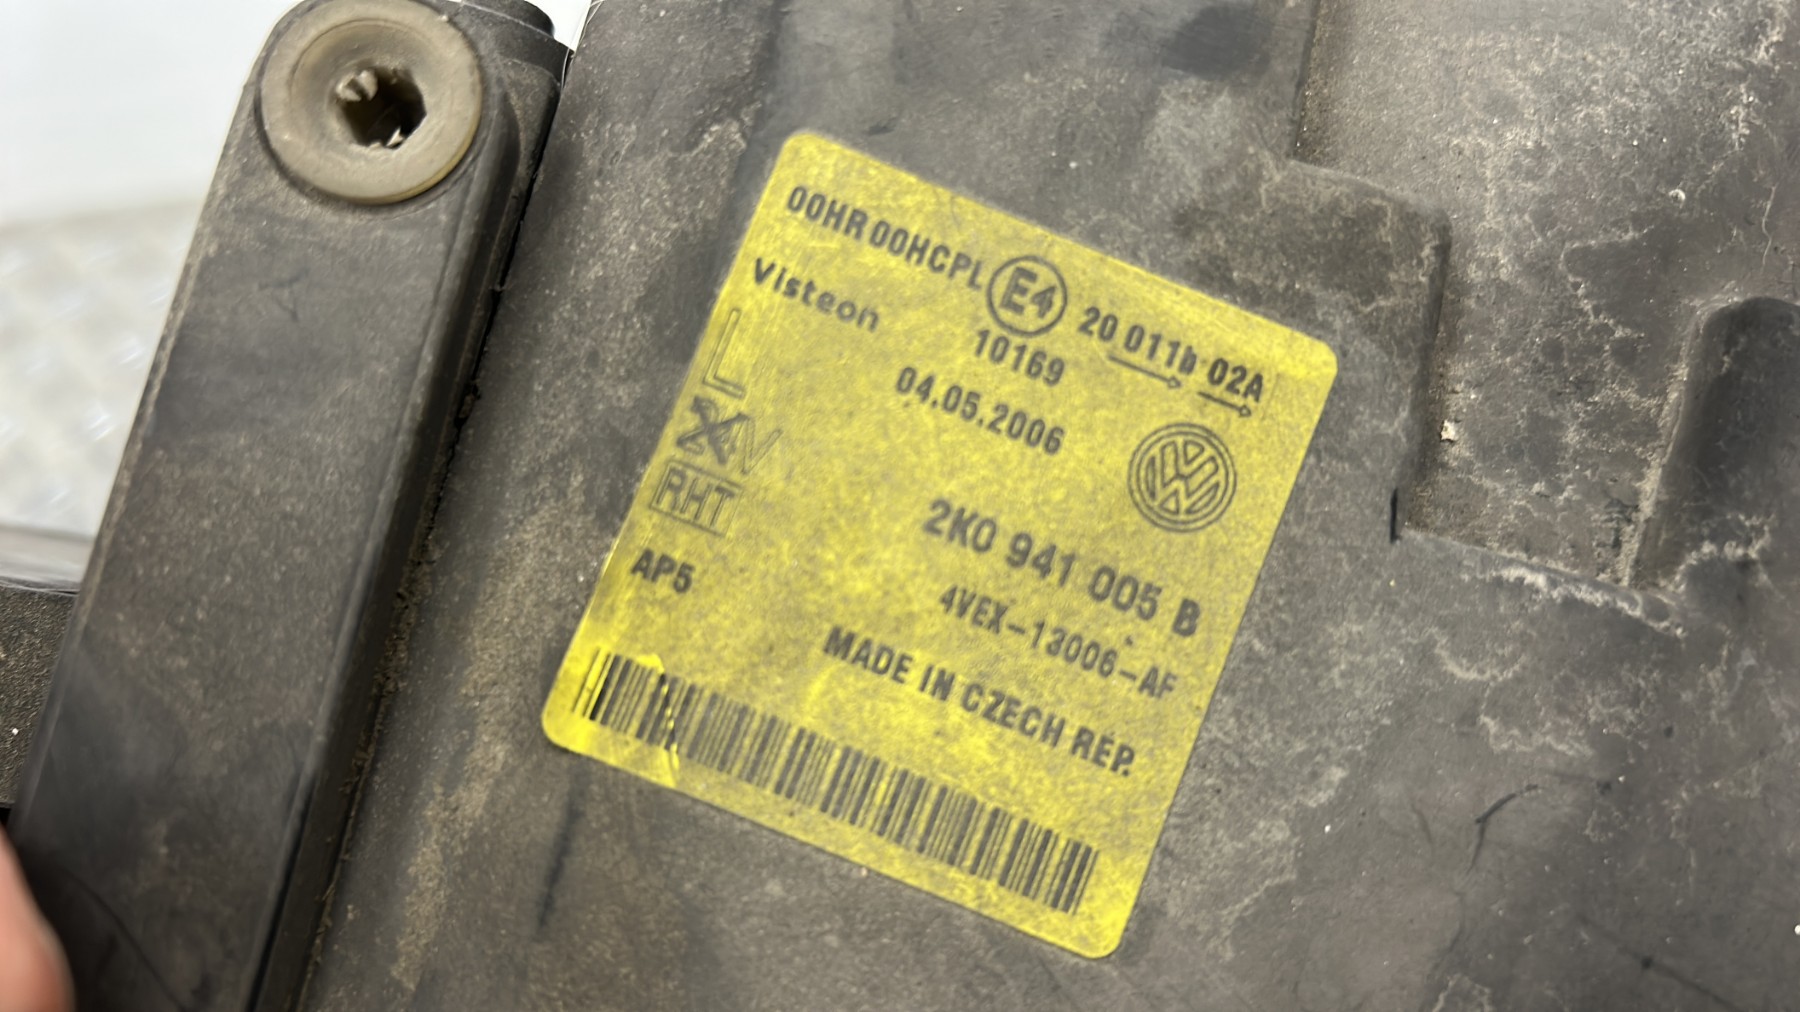 00HR 00HCPL E4 20 011b 02A
10169
Visteon
04.05.2006
L
RHT
VW
2K0 941 005 B
AP5
4VEX-13006-AF
MADE IN CZECH REP.